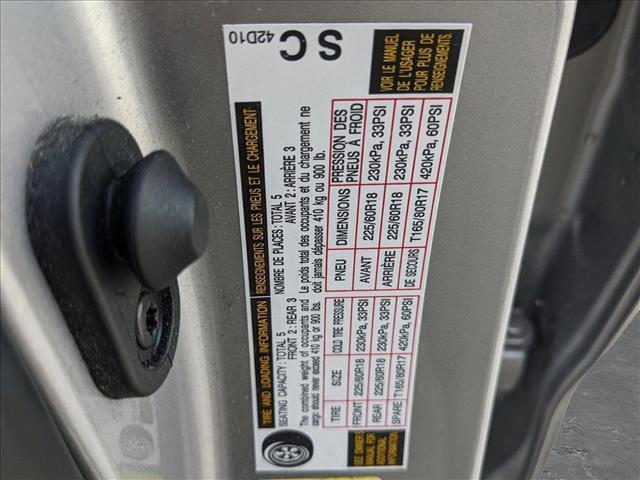 TIRE AND LOADING INFORMATION
SEATING CAPACITY: TOTAL 5
FRONT 2: REAR 3
The combined weight of occupants and
cargo should never exceed 410 kg or 900 lbs.
TIRE SIZE COLD TIRE PRESSURE
FRONT 225/60R18 230kPa, 33PSI
REAR 225/60R18 230kPa, 33PSI
SPARE T165/80R17 420kPa, 60PSI
SEE OWNER'S
MANUAL FOR
ADDITIONAL
INFORMATION
RENSEIGNEMENTS SUR LES PNEUS ET LE CHARGEMENT
NOMBRE DE PLACES: TOTAL 5
AVANT 2: ARRIÈRE 3
Le poids total des occupants et du chargement ne
doit jamais dépasser 410 kg ou 900 lb.
PNEU DIMENSIONS PRESSION DES
PNEUS À FROID
AVANT 225/60R18 230kPa, 33PSI
ARRIÈRE 225/60R18 230kPa, 33PSI
DE SECOURS T165/80R17 420kPa, 60PSI
VOIR LE MANUEL
DE L'USAGER
POUR PLUS DE
RENSEIGNEMENTS.
42D10
S C